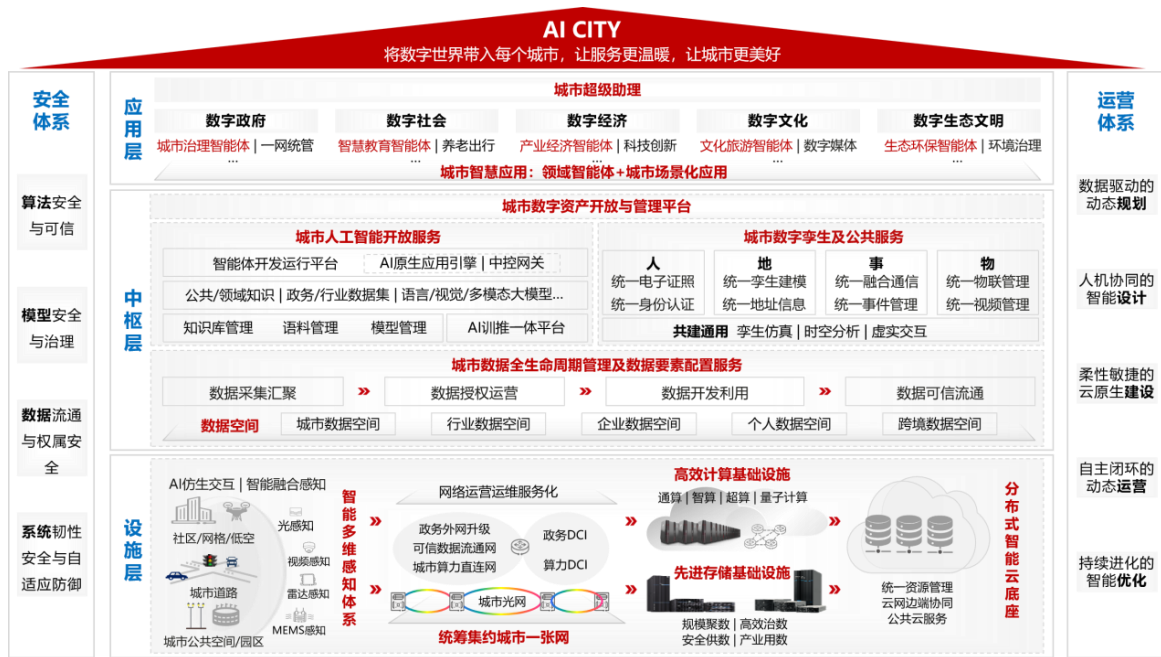 AI CITY
将数字世界带入每个城市，让服务更温暖，让城市更美好
安全
体系
算法安全
与可信
模型安全
与治理
数据流通
与权属安
全
系统韧性
安全与自
适应防御
应用层
城市超级助理
数字政府
城市治理智能体 | 一网统管
...
数字社会
智慧教育智能体 | 养老出行
...
数字经济
产业经济智能体 | 科技创新
...
数字文化
文化旅游智能体 | 数字媒体
...
数字生态文明
生态环保智能体 | 环境治理
...
城市智慧应用：领域智能体+城市场景化应用
中枢层
城市数字资产开放与管理平台
城市人工智能开放服务
智能体开发运行平台
AI原生应用引擎 | 中控网关
公共/领域知识 | 政务/行业数据集 | 语言/视觉/多模态大模型...
知识库管理
语料管理
模型管理
AI训推一体平台
城市数字孪生及公共服务
人
统一电子证照
统一身份认证
地
统一孪生建模
统一地址信息
事
统一融合通信
统一事件管理
物
统一物联管理
统一视频管理
共建通用 孪生仿真 | 时空分析 | 虚实交互
城市数据全生命周期管理及数据要素配置服务
数据采集汇聚
数据授权运营
数据开发利用
数据可信流通
数据空间
城市数据空间
行业数据空间
企业数据空间
个人数据空间
跨境数据空间
设施层
AI仿生交互 | 智能融合感知
社区/网格/低空
城市道路
城市公共空间/园区
光感知
视频感知
雷达感知
MEMS感知
智能多维感知体系
网络运营运维服务化
政务外网升级
可信数据流通网
城市算力直连网
政务DCI
算力DCI
城市光网
统筹集约城市一张网
高效计算基础设施
通算 | 智算 | 超算 | 量子计算
先进存储基础设施
规模聚数 | 高效治数
安全供数 | 产业用数
统一资源管理
云网边端协同
公共云服务
分布式智能云底座
运营
体系
数据驱动的
动态规划
人机协同的
智能设计
柔性敏捷的
云原生建设
自主闭环的
动态运营
持续进化的
智能优化